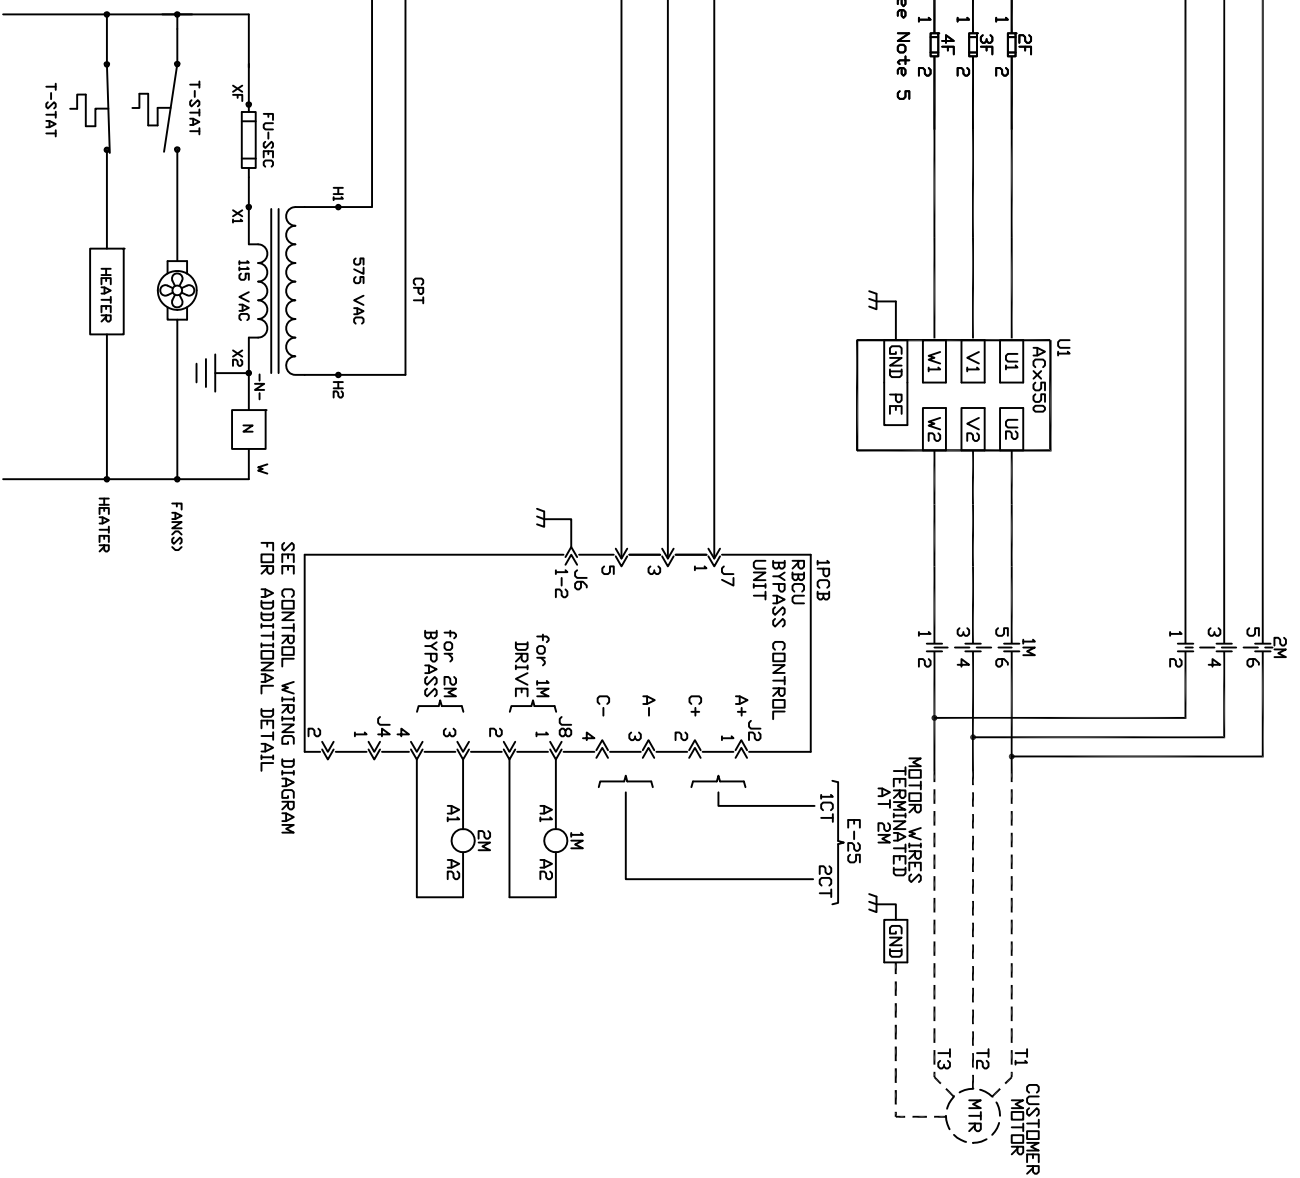 2M
5 6
3 4
1 2
2F
1 2
3F
1 2
4F
1 2
ee Note 5
U1
ACx550
U1 U2
V1 V2
W1 W2
GND PE
1M
5 6
3 4
1 2
MOTOR WIRES
TERMINATED
AT 2M
GND
T1
T2
T3
CUSTOMER
MOTOR
MTR
E-25
1CT
2CT
1PCB
RBCU
BYPASS CONTROL
UNIT
J7
1
3
5
J6
1-2
J2
A+ 1
C+ 2
A- 3
C- 4
J8
1
2
3
4
J4
1
2
for 1M
DRIVE
for 2M
BYPASS
1M
A1 A2
2M
A1 A2
SEE CONTROL WIRING DIAGRAM
FOR ADDITIONAL DETAIL
CPT
575 VAC
H1
H2
115 VAC
FU-SEC
XF
X1
X2
-N-
N
W
T-STAT
FAN(S)
T-STAT
HEATER
HEATER